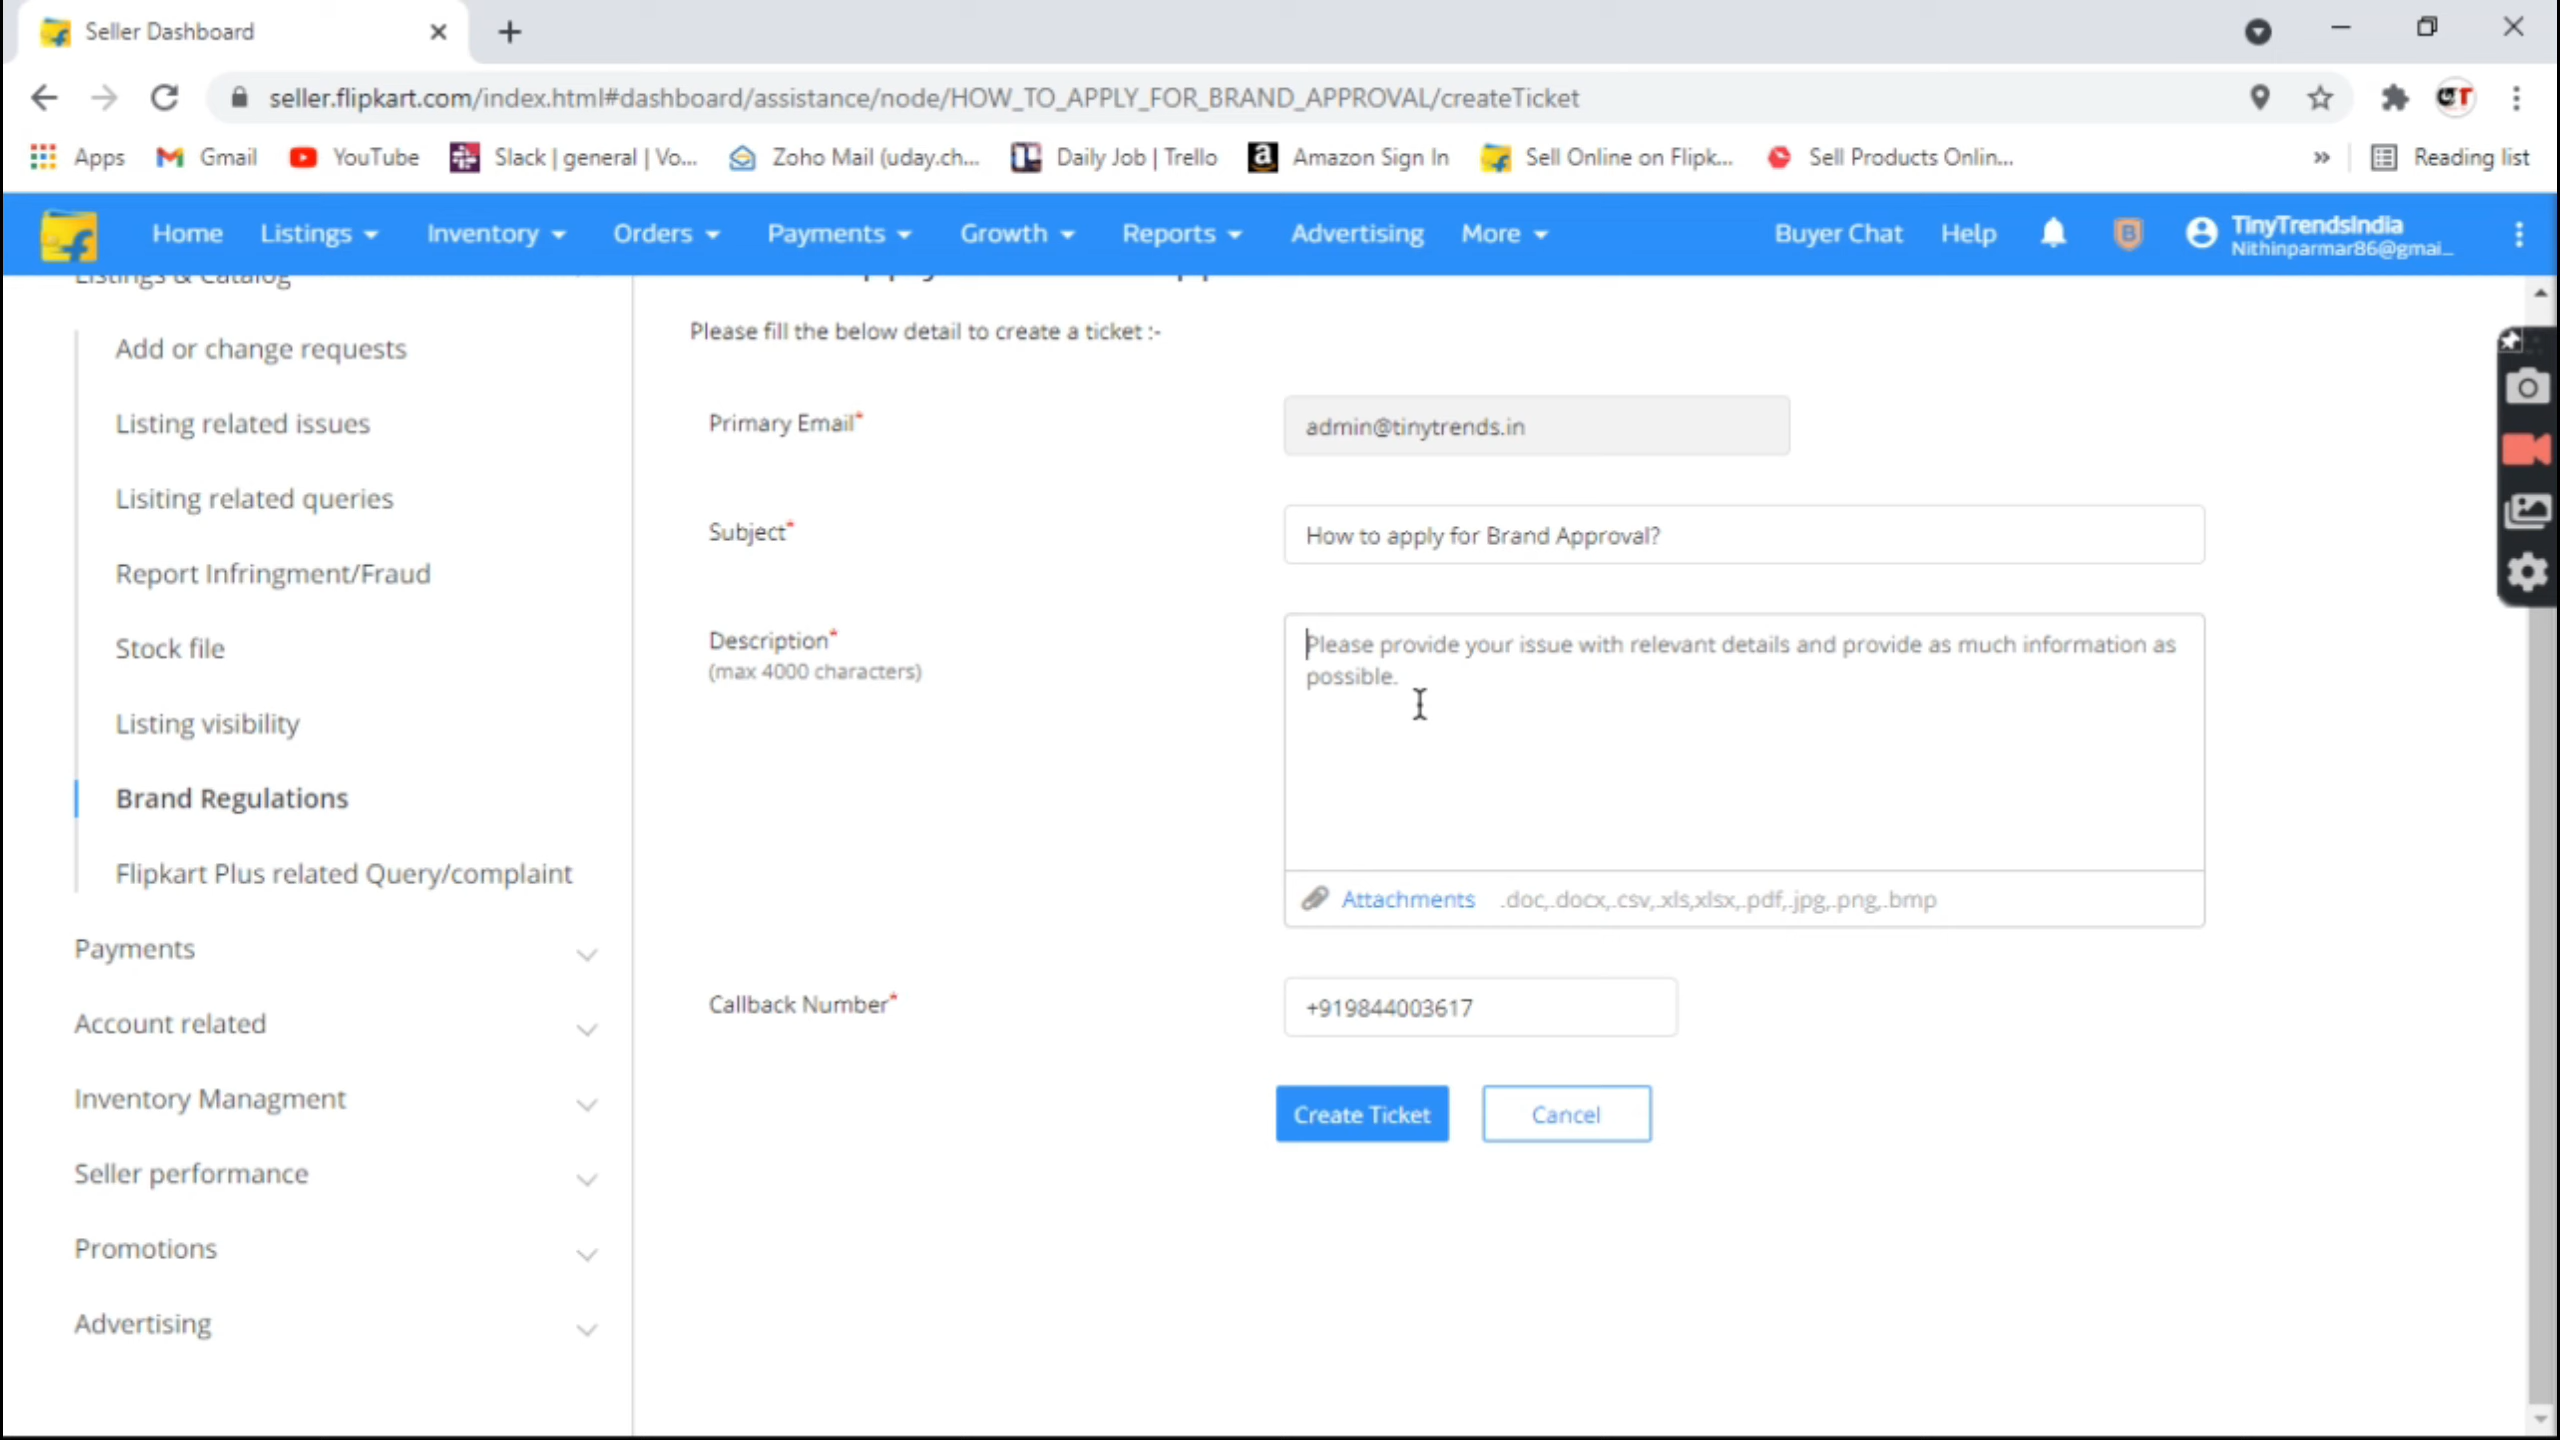 Seller Dashboard
seller.flipkart.com/index.html#dashboard/assistance/node/HOW_TO_APPLY_FOR_BRAND_APPROVAL/createTicket
Apps Gmail YouTube Slack | general | Vo... Zoho Mail (uday.ch... Daily Job | Trello Amazon Sign In Sell Online on Flipk... Sell Products Onlin... » Reading list
Home Listings Inventory Orders Payments Growth Reports Advertising More Buyer Chat Help TinyTrendsIndia
Nithinparmar86@gmai...
Listings & Catalog
Add or change requests
Listing related issues
Lisiting related queries
Report Infringment/Fraud
Stock file
Listing visibility
Brand Regulations
Flipkart Plus related Query/complaint
Payments
Account related
Inventory Managment
Seller performance
Promotions
Advertising
Please fill the below detail to create a ticket :-
Primary Email*
admin@tinytrends.in
Subject*
How to apply for Brand Approval?
Description*
(max 4000 characters)
Please provide your issue with relevant details and provide as much information as
possible.
Attachments .doc,.docx,.csv,.xls,xlsx,.pdf,.jpg,.png,.bmp
Callback Number*
+919844003617
Create Ticket Cancel